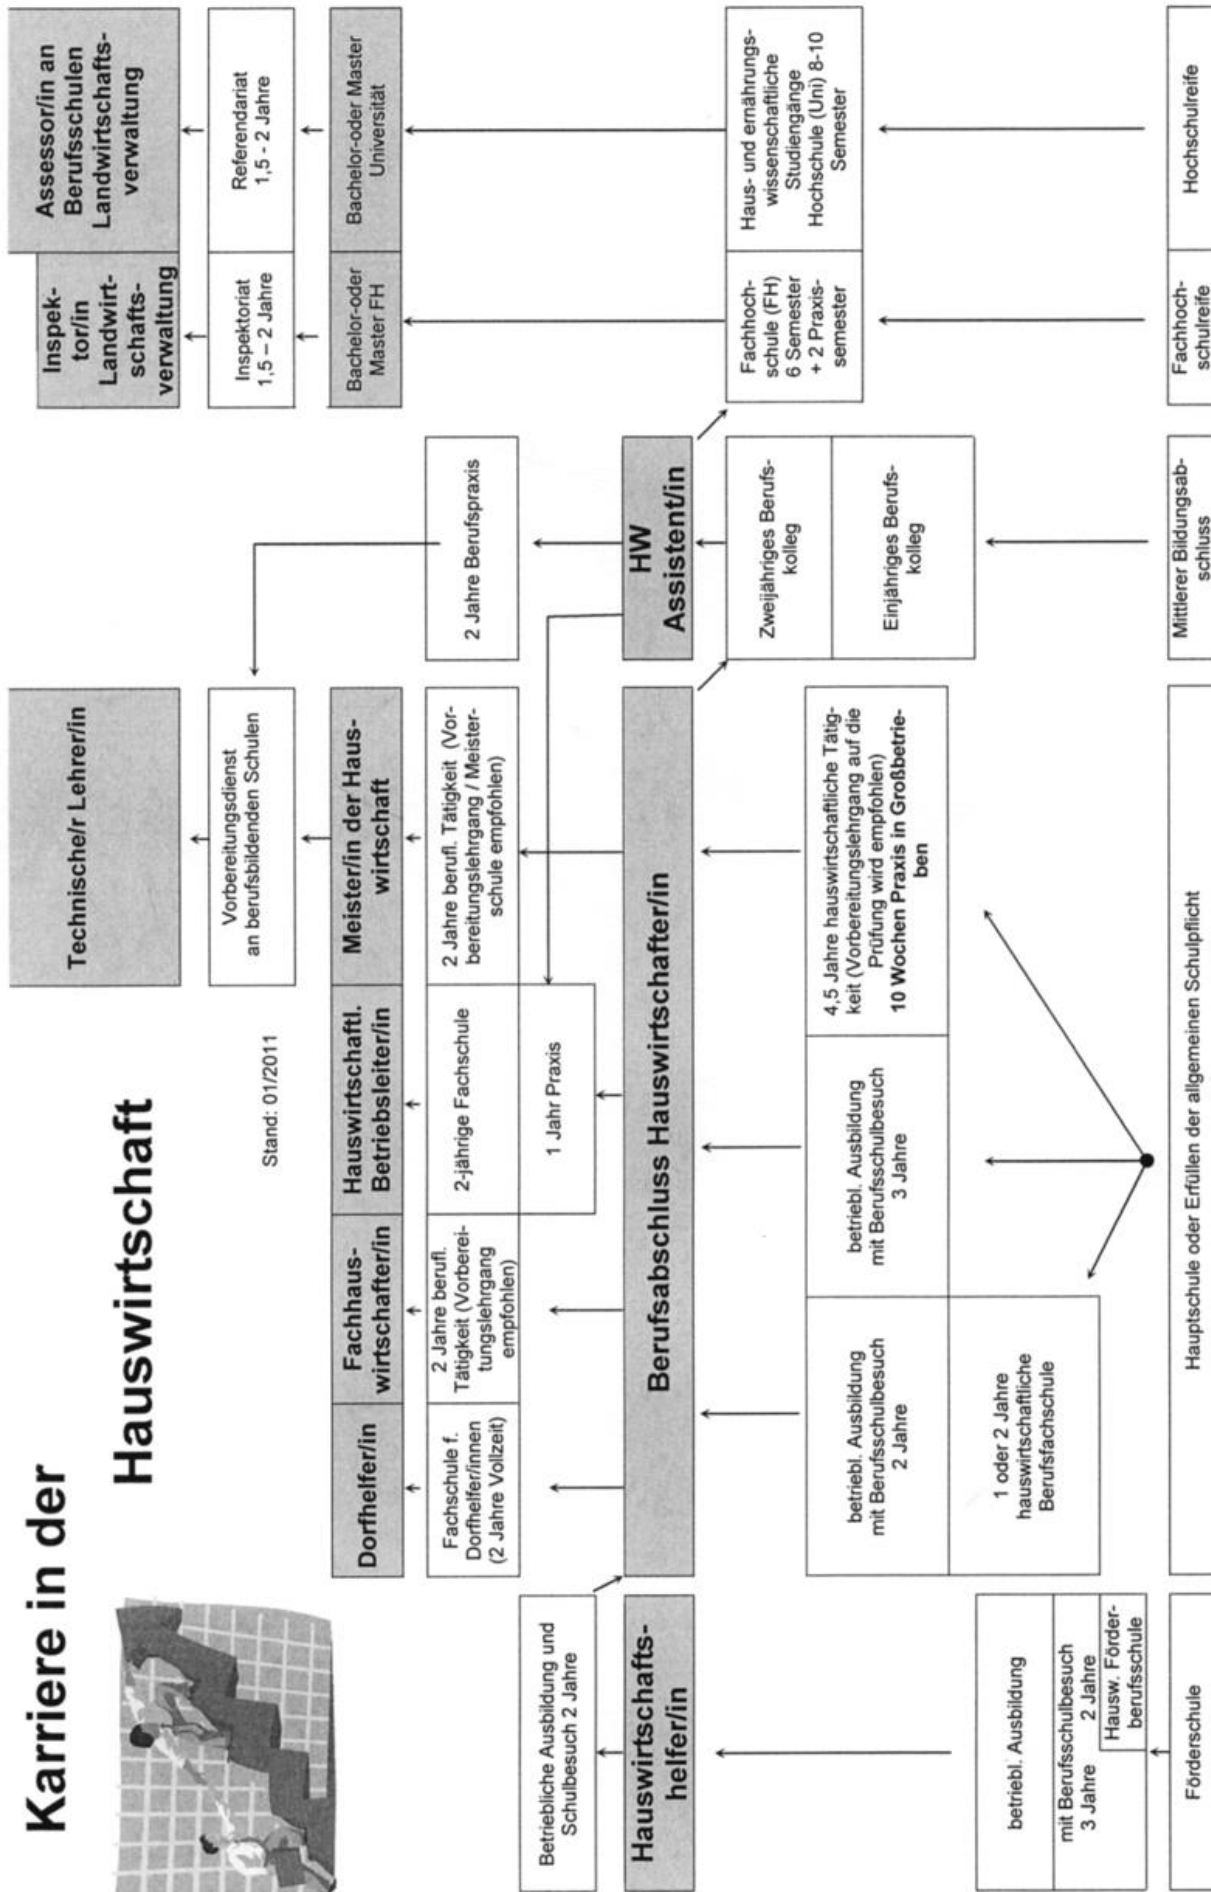 Karriere in der
Hauswirtschaft
Stand: 01/2011
Technische/r Lehrer/in
Inspek-
tor/in
Landwirt-
schafts-
verwaltung
Assessor/in an
Berufsschulen
Landwirtschafts-
verwaltung
Vorbereitungsdienst
an berufsbildenden Schulen
Inspektoriat
1,5 – 2 Jahre
Referendariat
1,5 - 2 Jahre
Dorfhelfer/in
Fachhaus-
wirtschafter/in
Hauswirtschaftl.
Betriebsleiter/in
Meister/in der Haus-
wirtschaft
Bachelor-oder
Master FH
Bachelor-oder Master
Universität
Fachschule f.
Dorfhelfer/innen
(2 Jahre Vollzeit)
2 Jahre berufl.
Tätigkeit (Vorberei-
tungslehrgang
empfohlen)
2-jährige Fachschule
1 Jahr Praxis
2 Jahre berufl. Tätigkeit (Vor-
bereitungslehrgang / Meister-
schule empfohlen)
2 Jahre Berufspraxis
Betriebliche Ausbildung und
Schulbesuch 2 Jahre
Hauswirtschafts-
helfer/in
Berufsabschluss Hauswirtschafter/in
HW
Assistent/in
betriebl. Ausbildung
mit Berufsschulbesuch
2 Jahre
1 oder 2 Jahre
hauswirtschaftliche
Berufsfachschule
betriebl. Ausbildung
mit Berufsschulbesuch
3 Jahre
4,5 Jahre hauswirtschaftliche Tätig-
keit (Vorbereitungslehrgang auf die
Prüfung wird empfohlen)
10 Wochen Praxis in Großbetrie-
ben
Zweijähriges Berufs-
kolleg
Einjähriges Berufs-
kolleg
Fachhoch-
schule (FH)
6 Semester
+ 2 Praxis-
semester
Haus- und ernährungs-
wissenschaftliche
Studiengänge
Hochschule (Uni) 8-10
Semester
betriebl. Ausbildung
mit Berufsschulbesuch
3 Jahre 2 Jahre
Hausw. Förder-
berufsschule
Förderschule
Hauptschule oder Erfüllen der allgemeinen Schulpflicht
Mittlerer Bildungsab-
schluss
Fachhoch-
schulreife
Hochschulreife